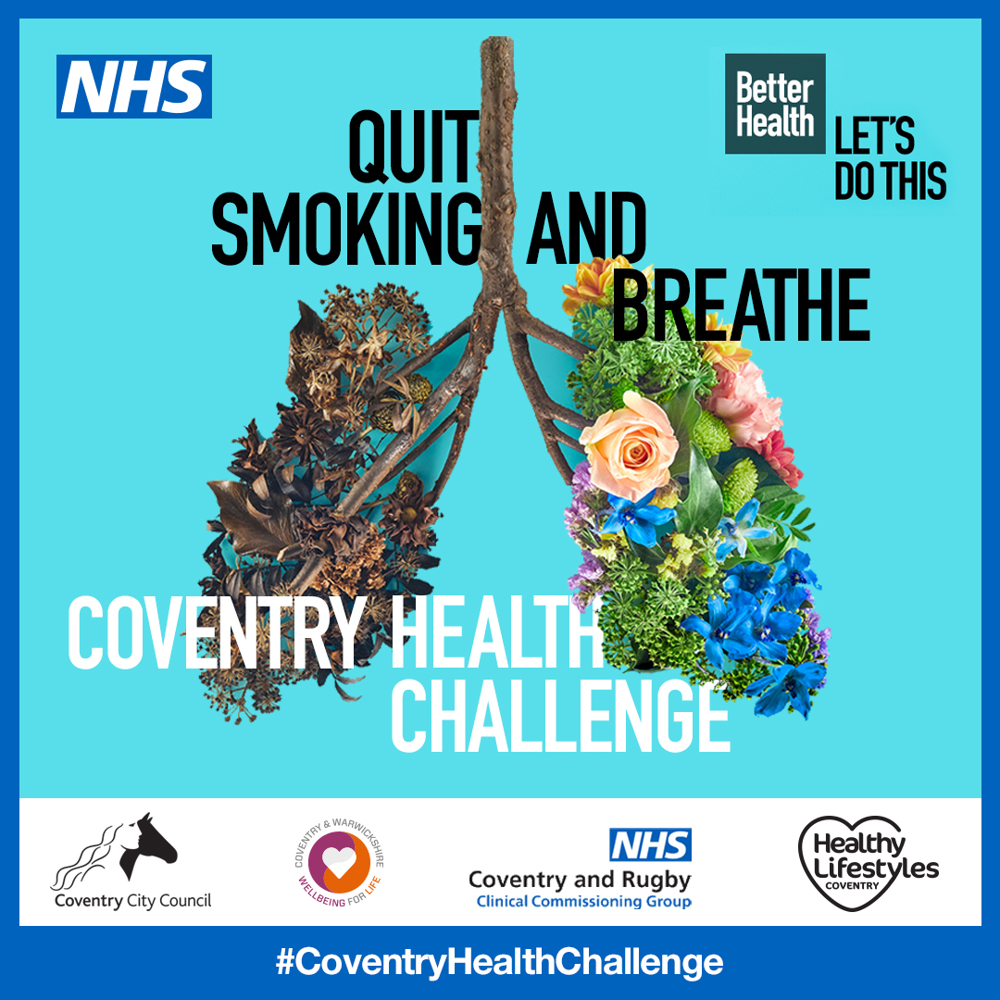 NHS
Better
Health
LET'S
DO THIS
QUIT
SMOKING AND
BREATHE
COVENTRY HEALTH
CHALLENGE
Coventry City Council
COVENTRY & WARWICKSHIRE
WELLBEING FOR LIFE
NHS
Coventry and Rugby
Clinical Commissioning Group
Healthy
Lifestyles
COVENTRY
#CoventryHealthChallenge